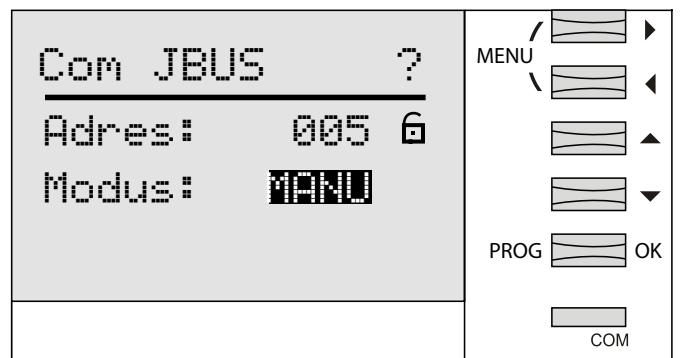 Com JBUS ?
Adres: 005
Modus: MANU
MENU
PROG OK
COM